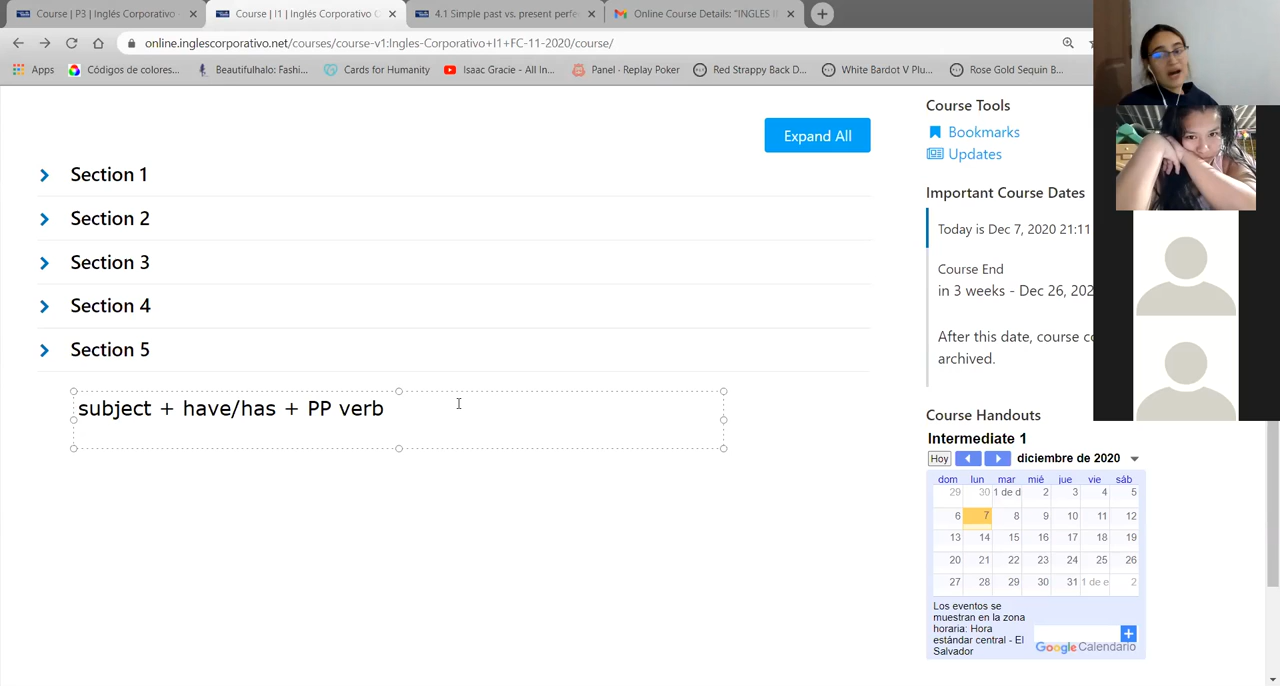 Course | P3 | Inglés Corporativo
Course | I1 | Inglés Corporativo C
4.1 Simple past vs. present perfe
Online Course Details: "INGLES I
online.inglescorporativo.net/courses/course-v1:Ingles-Corporativo+I1+FC-11-2020/course/
Apps
Códigos de colores...
Beautifulhalo: Fashi...
Cards for Humanity
Isaac Gracie - All In...
Panel · Replay Poker
Red Strappy Back D...
White Bardot V Plu...
Rose Gold Sequin B...
Expand All
Section 1
Section 2
Section 3
Section 4
Section 5
subject + have/has + PP verb
Course Tools
Bookmarks
Updates
Important Course Dates
Today is Dec 7, 2020 21:11
Course End
in 3 weeks - Dec 26, 202
After this date, course co
archived.
Course Handouts
Intermediate 1
Hoy
diciembre de 2020
dom lun mar mié jue vie sáb
29 30 1 de d 2 3 4 5
6 7 8 9 10 11 12
13 14 15 16 17 18 19
20 21 22 23 24 25 26
27 28 29 30 31 1 de e 2
Los eventos se
muestran en la zona
horaria: Hora
estándar central - El
Salvador
Google Calendario